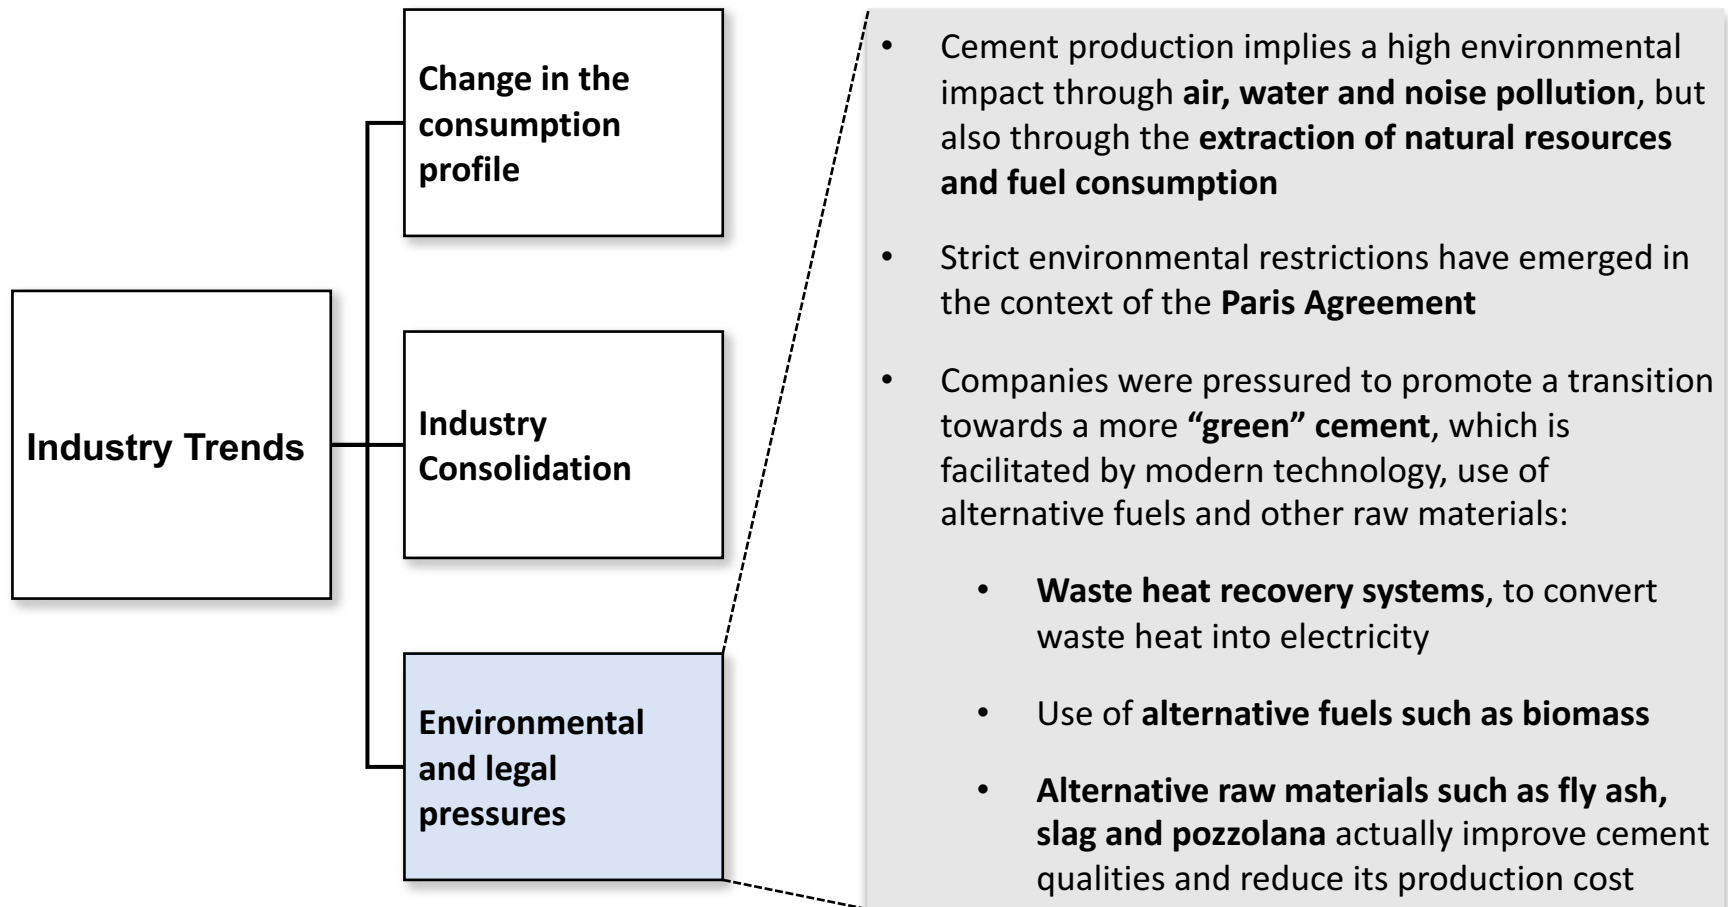 Industry Trends
Change in the
consumption
profile
Industry
Consolidation
Environmental
and legal
pressures
• Cement production implies a high environmental
impact through air, water and noise pollution, but
also through the extraction of natural resources
and fuel consumption
• Strict environmental restrictions have emerged in
the context of the Paris Agreement
• Companies were pressured to promote a transition
towards a more “green” cement, which is
facilitated by modern technology, use of
alternative fuels and other raw materials:
• Waste heat recovery systems, to convert
waste heat into electricity
• Use of alternative fuels such as biomass
• Alternative raw materials such as fly ash,
slag and pozzolana actually improve cement
qualities and reduce its production cost